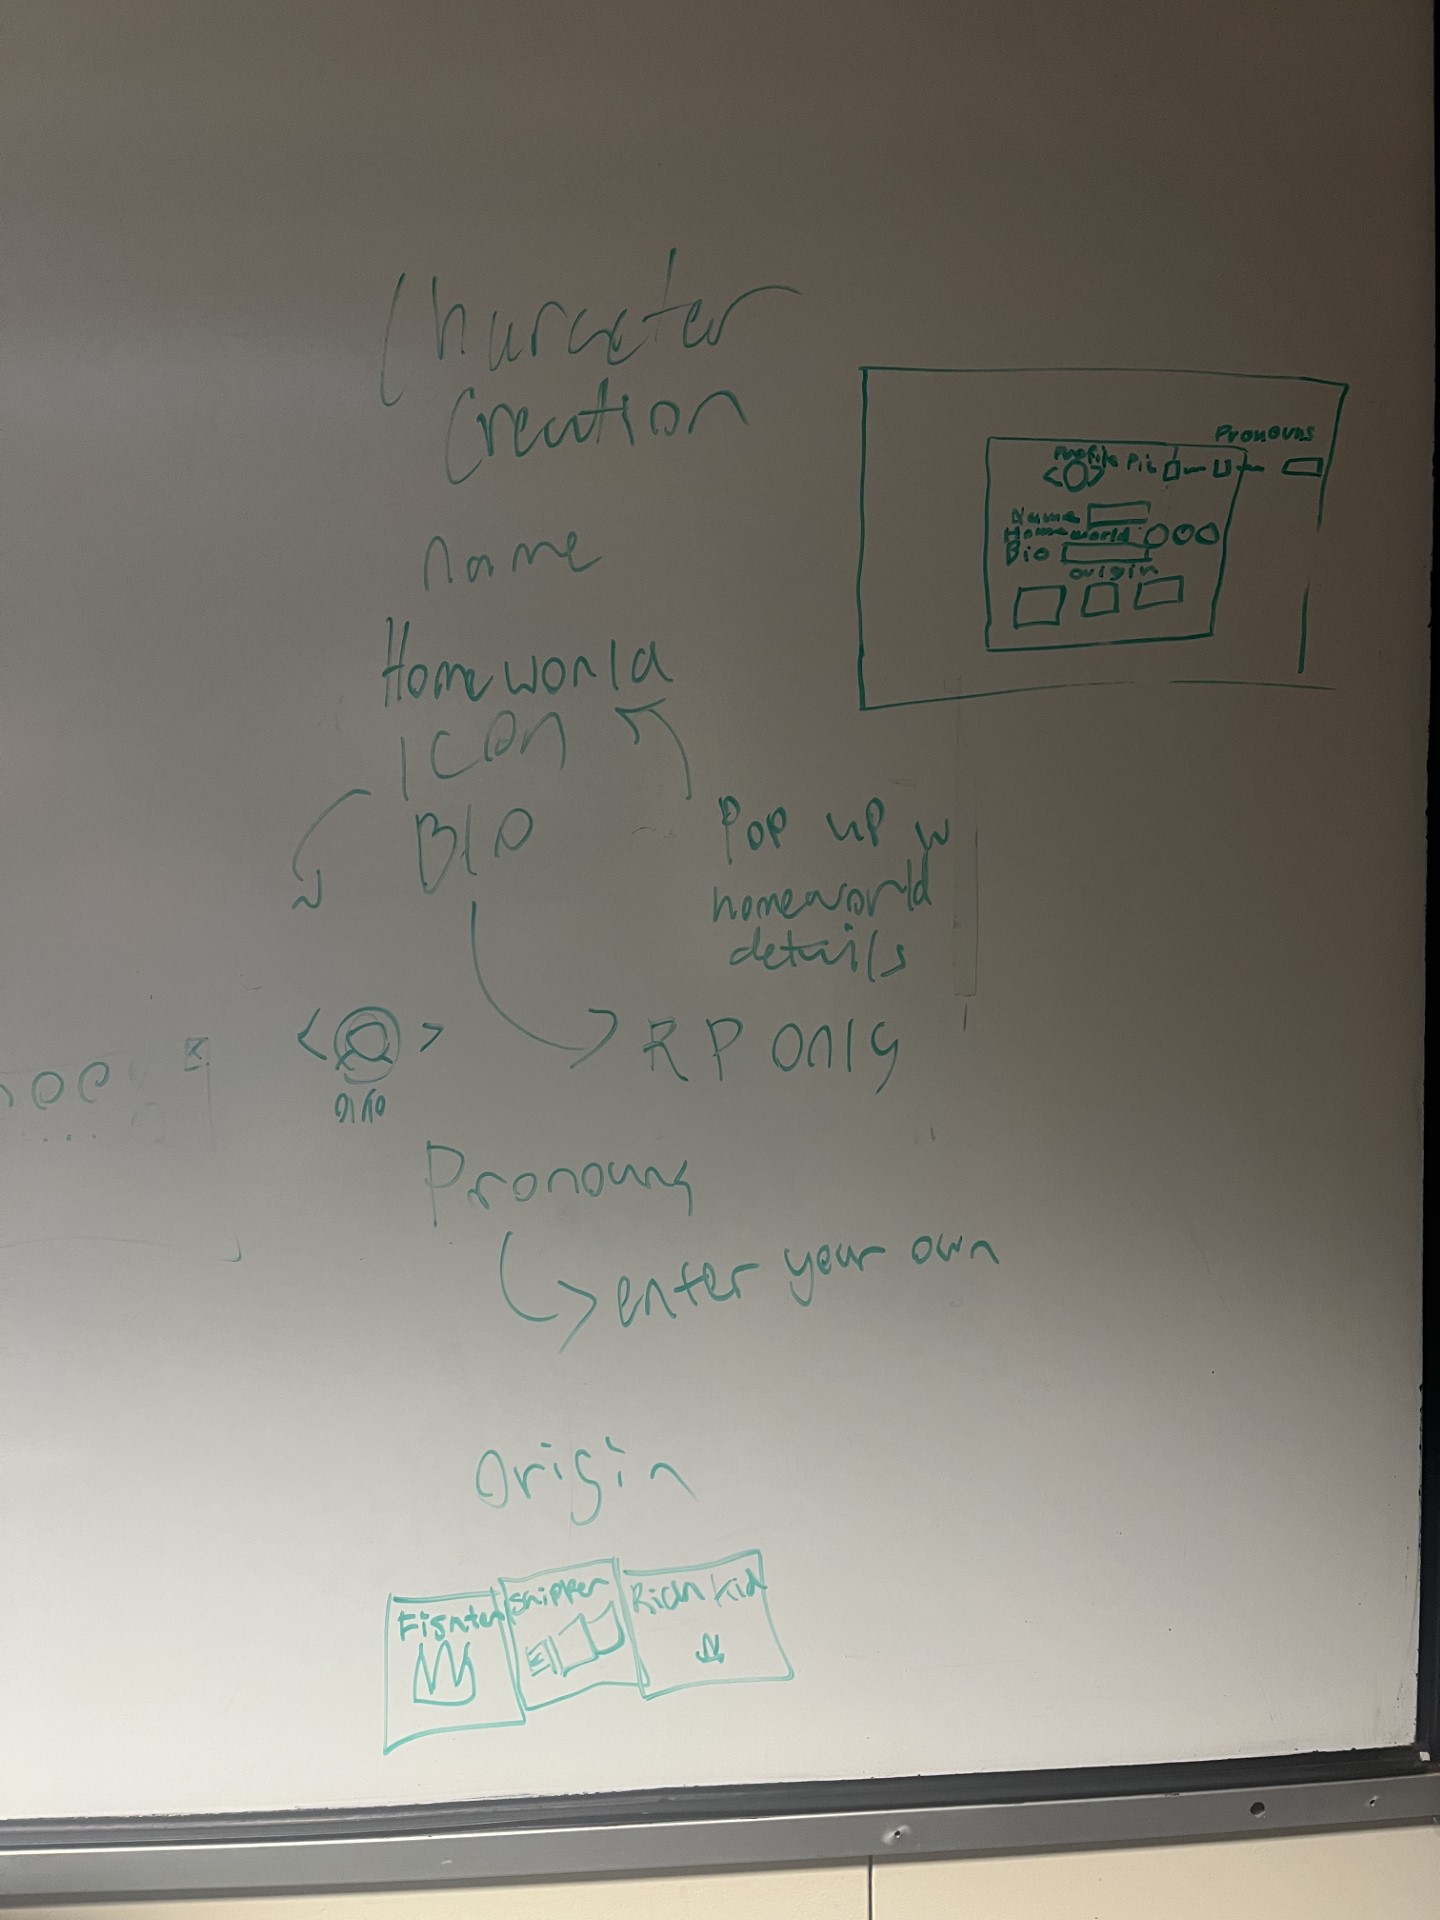 Character
Creation
name
Homeworld
ICON
BIO
Pop up w
homeworld
details
RP only
Pronouns
enter your own
Origin
Fighter
Shipper
Rich Kid
Pronouns
Profile Pic
Name
Homeworld
Bio
origin